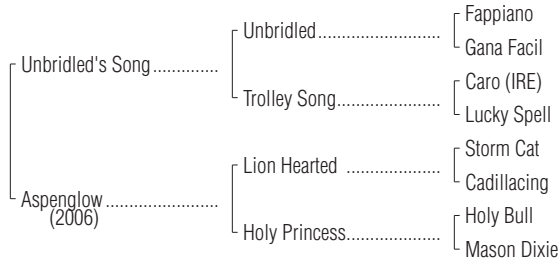 Fappiano
Unbridled..........................
Gana Facil
Unbridled's Song..............
Caro (IRE)
Trolley Song......................
Lucky Spell
Storm Cat
Lion Hearted ....................
Cadillacing
Aspenglow........................
(2006)
Holy Bull
Holy Princess....................
Mason Dixie